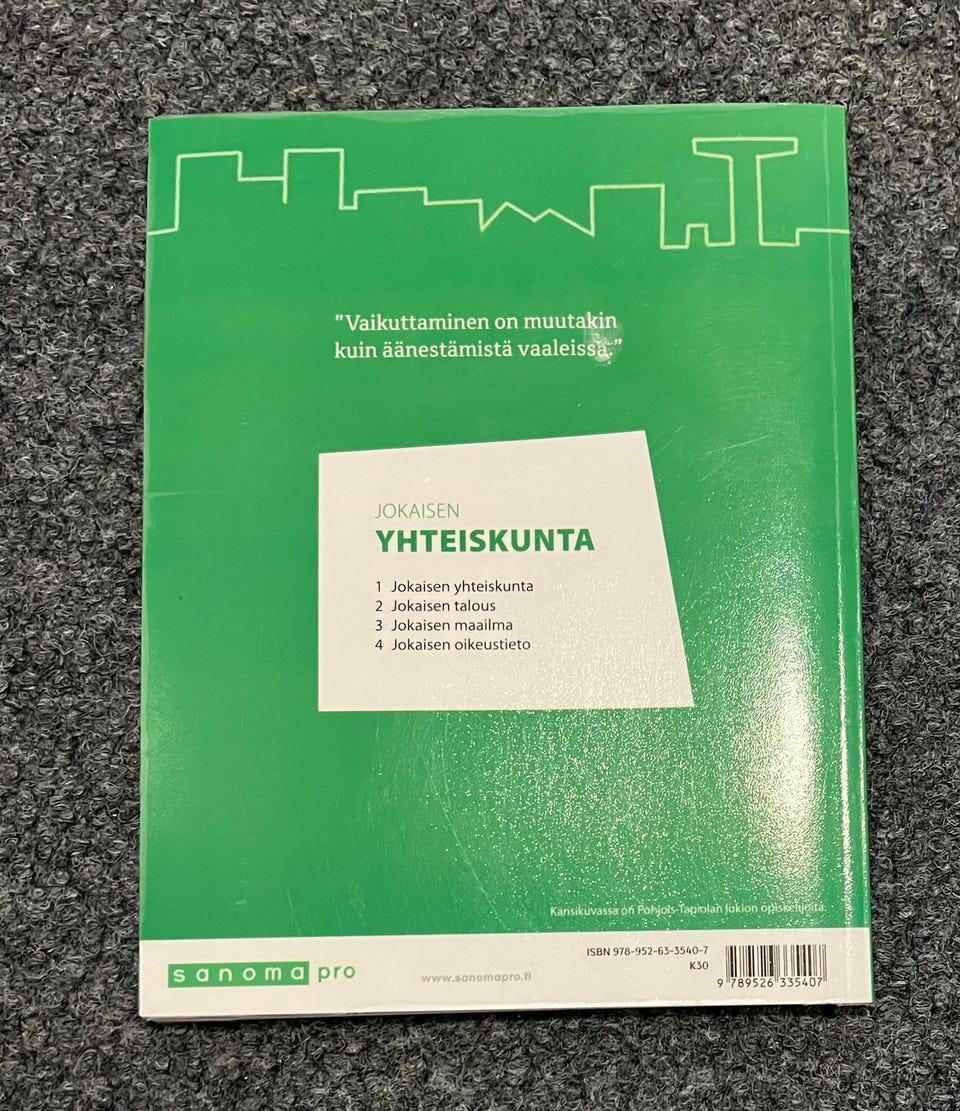 ”Vaikuttaminen on muutakin
kuin äänestämistä vaaleissa.”
JOKAISEN
YHTEISKUNTA
1 Jokaisen yhteiskunta
2 Jokaisen talous
3 Jokaisen maailma
4 Jokaisen oikeustieto
Kansikuvassa on Pohjois-Tapiolan lukion opiskelijoita.
sanoma pro
www.sanomapro.fi
ISBN 978-952-63-3540-7
K30
9 789526 335407